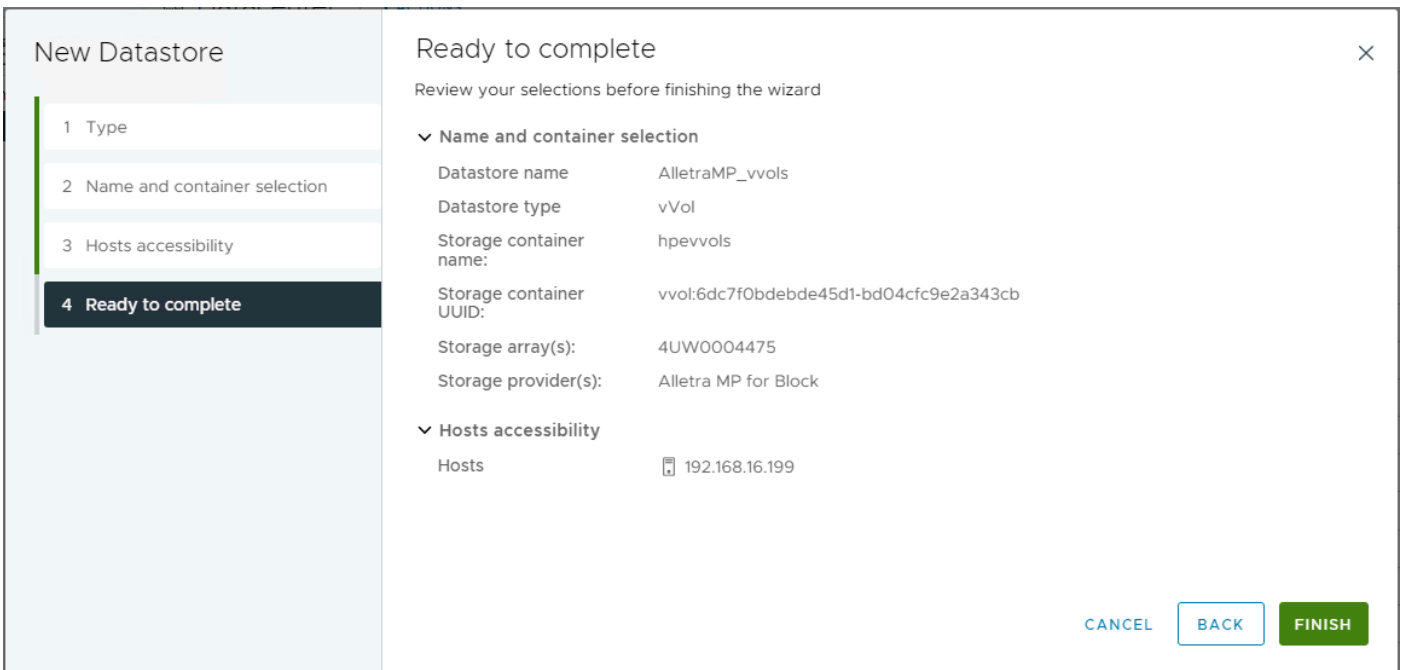 New Datastore
1 Type
2 Name and container selection
3 Hosts accessibility
4 Ready to complete
Ready to complete
Review your selections before finishing the wizard
Name and container selection
Datastore name AlletraMP_vvols
Datastore type vVol
Storage container
name: hpevvols
Storage container
UUID: vvol:6dc7f0bdebde45d1-bd04cfc9e2a343cb
Storage array(s): 4UW0004475
Storage provider(s): Alletra MP for Block
Hosts accessibility
Hosts 192.168.16.199
CANCEL BACK FINISH